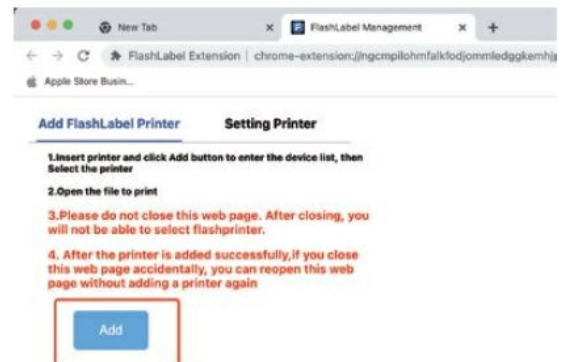 New Tab
FlashLabel Management
FlashLabel Extension | chrome-extension://ngcmpilohmfalkfodjommledggkemhj
Apple Store Busin...
Add FlashLabel Printer
Setting Printer
1.Insert printer and click Add button to enter the device list, then
Select the printer
2.Open the file to print
3.Please do not close this web page. After closing, you
will not be able to select flashprinter.
4. After the printer is added successfully,if you close
this web page accidentally, you can reopen this web
page without adding a printer again
Add